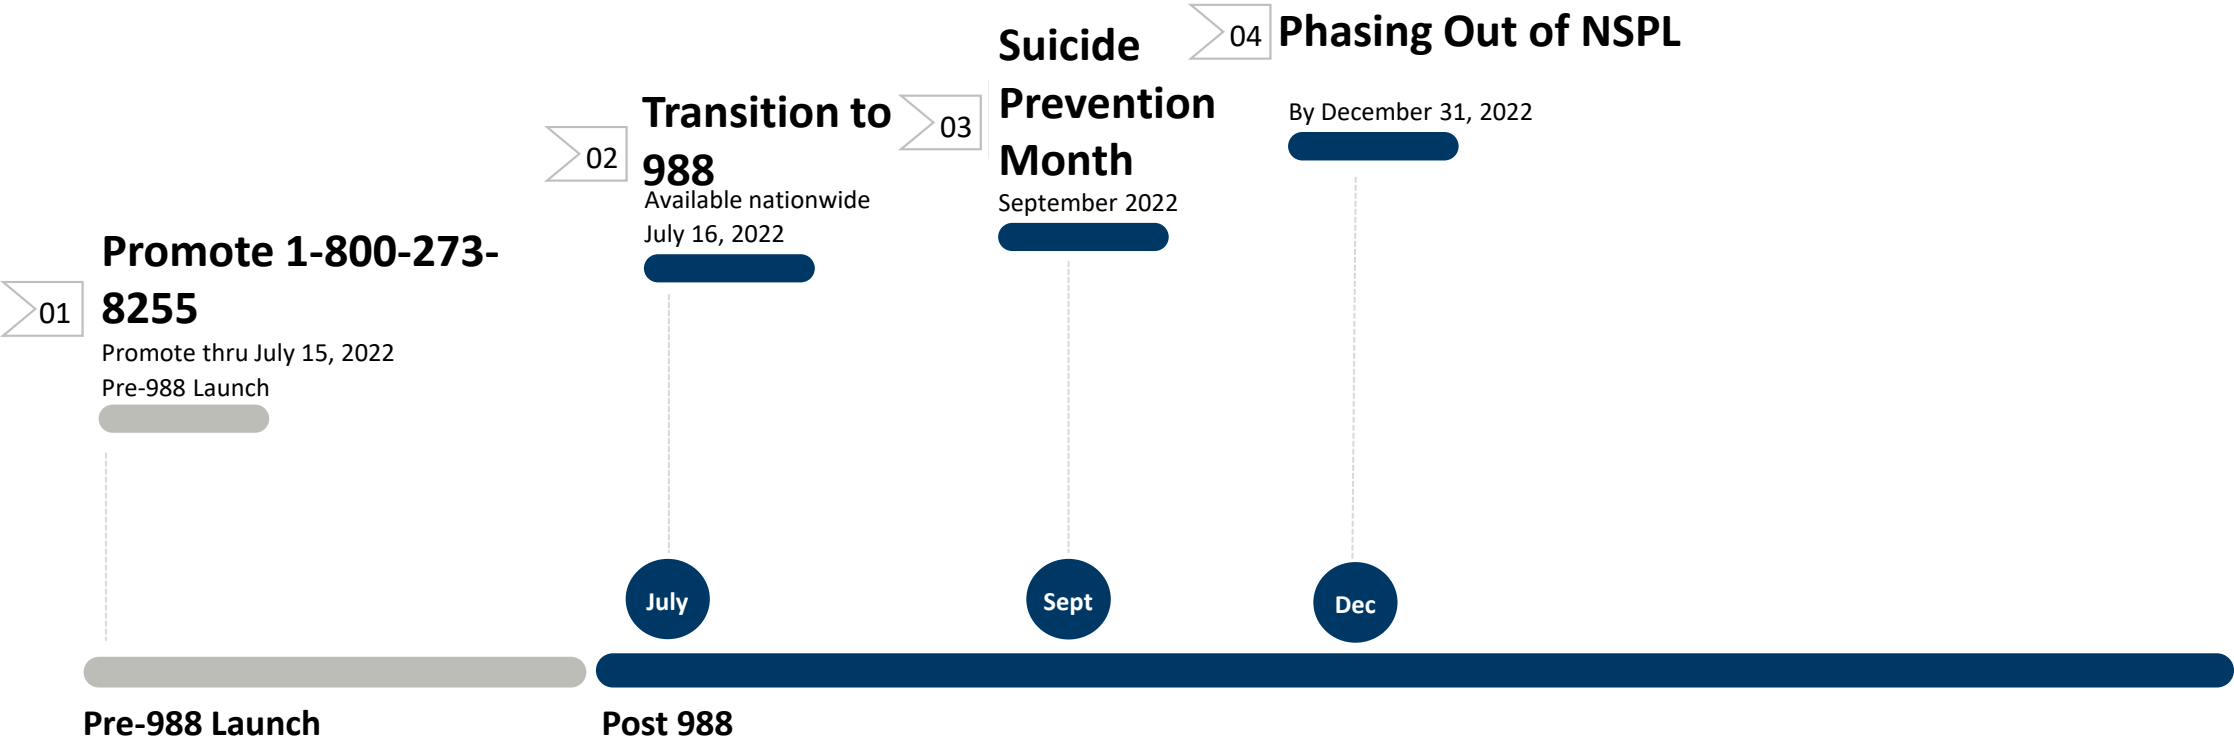 01
Promote 1-800-273-
8255
Promote thru July 15, 2022
Pre-988 Launch
02
Transition to
988
Available nationwide
July 16, 2022
03
Suicide
Prevention
Month
September 2022
04
Phasing Out of NSPL
By December 31, 2022
July
Sept
Dec
Pre-988 Launch
Post 988